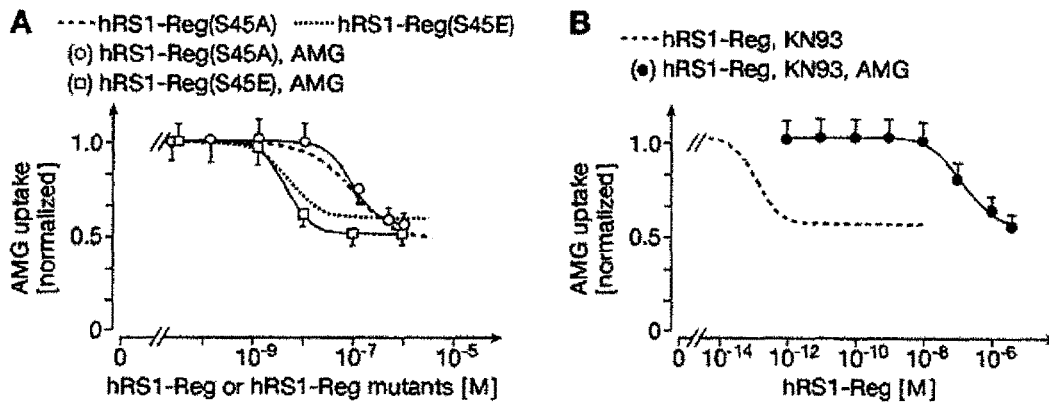 A
hRS1-Reg(S45A)
hRS1-Reg(S45E)
hRS1-Reg(S45A), AMG
hRS1-Reg(S45E), AMG
AMG uptake
[normalized]
1.0
0.5
0
0
10⁻⁹
10⁻⁷
10⁻⁵
hRS1-Reg or hRS1-Reg mutants [M]
B
hRS1-Reg, KN93
hRS1-Reg, KN93, AMG
AMG uptake
[normalized]
1.0
0.5
0
0
10⁻¹⁴
10⁻¹²
10⁻¹⁰
10⁻⁸
10⁻⁶
hRS1-Reg [M]